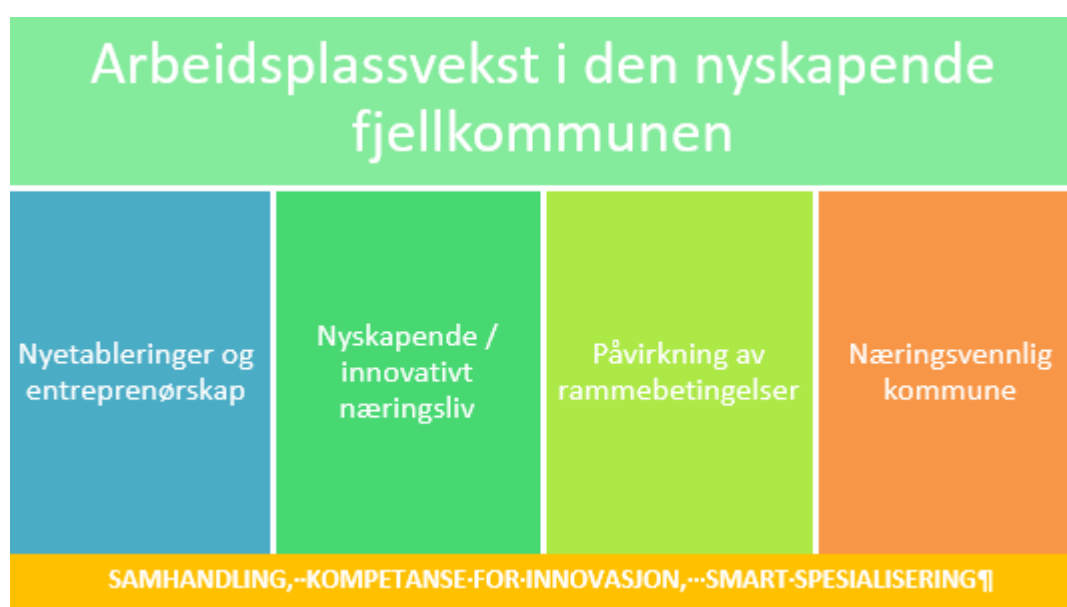 Arbeidsplassvekst i den nyskapende
fjellkommunen
Nyetableringer og
entreprenørskap
Nyskapende /
innovativt
næringsliv
Påvirkning av
rammebetingelser
Næringsvennlig
kommune
SAMHANDLING,··KOMPETANSE·FOR·INNOVASJON,···SMART·SPESIALISERING¶